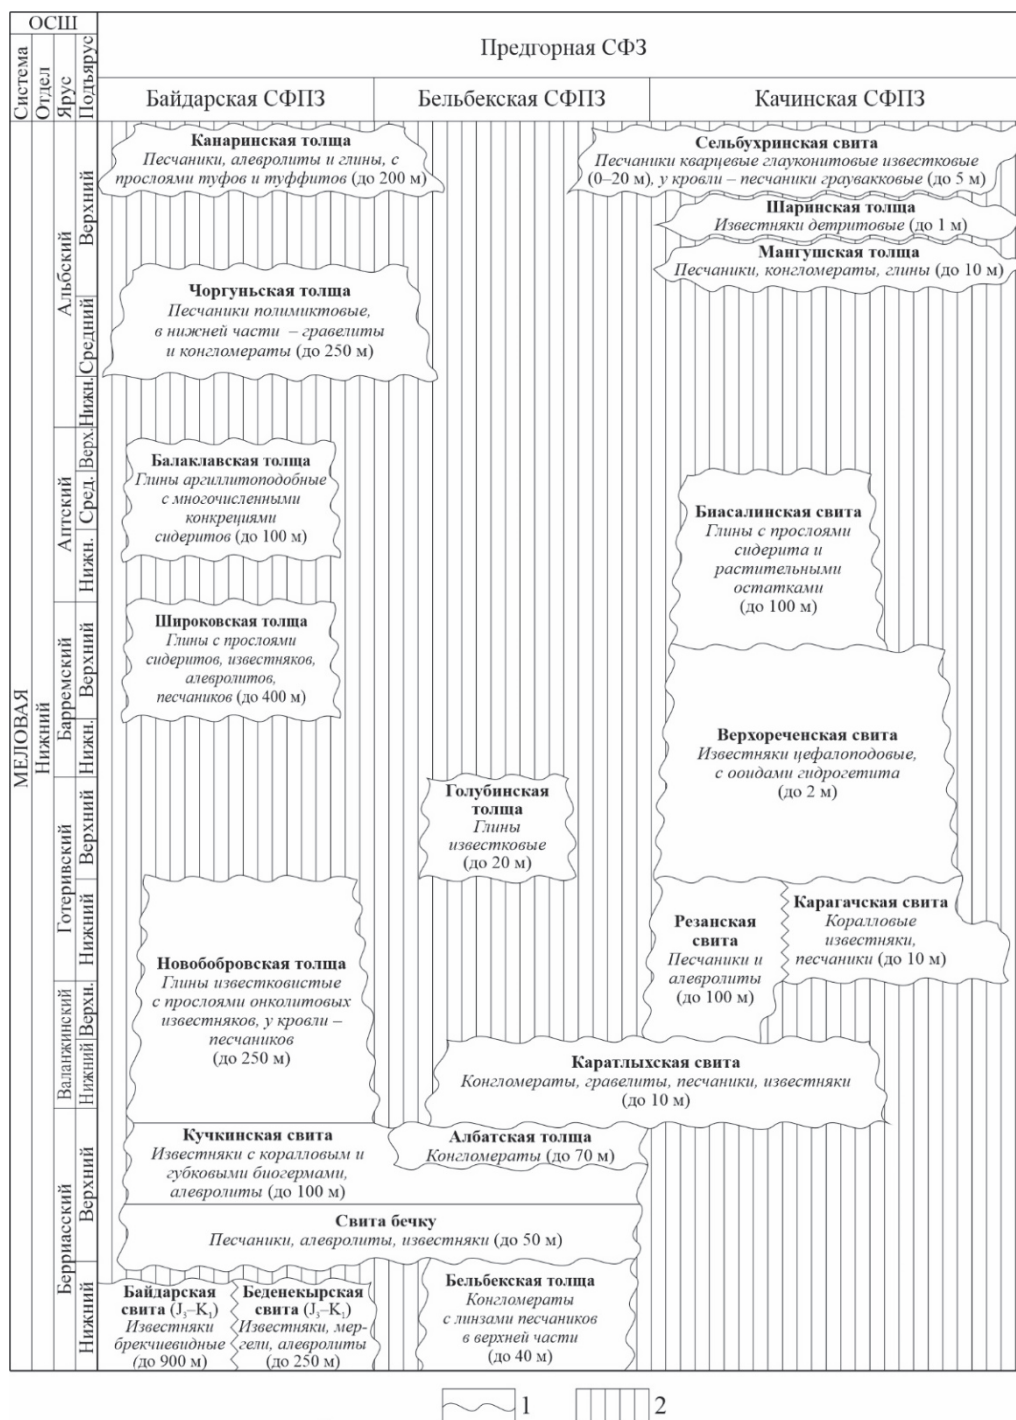 ОСШ
Система
Отдел
Ярус
Подъярус
Предгорная СФЗ
Байдарская СФПЗ
Бельбекская СФПЗ
Качинская СФПЗ
МЕЛОВАЯ
Нижний
Альбский
Верхний
Средний
Нижн.
Аптский
Верх.
Сред.
Нижн.
Барремский
Верхний
Нижн.
Готеривский
Верхний
Нижний
Валанжинский
Верхн.
Нижний
Берриасский
Верхний
Нижний
Канаринская толща
Песчаники, алевролиты и глины, с
прослоями туфов и туффитов (до 200 м)
Сельбухринская свита
Песчаники кварцевые глауконитовые известковые
(0–20 м), у кровли – песчаники граувакковые (до 5 м)
Шаринская толща
Известняки детритовые (до 1 м)
Мангушская толща
Песчаники, конгломераты, глины (до 10 м)
Чоргуньская толща
Песчаники полимиктовые,
в нижней части – гравелиты
и конгломераты (до 250 м)
Балаклавская толща
Глины аргиллитоподобные
с многочисленными
конкрециями
сидеритов (до 100 м)
Биасалинская свита
Глины с прослоями
сидерита и
растительными
остатками
(до 100 м)
Широковская толща
Глины с прослоями
сидеритов, известняков,
алевролитов,
песчаников (до 400 м)
Верхореченская свита
Известняки цефалоподовые,
с ооидами гидрогетита
(до 2 м)
Голубинская
толща
Глины
известковые
(до 20 м)
Резанская
свита
Песчаники и
алевролиты
(до 100 м)
Карагачская свита
Коралловые
известняки,
песчаники (до 10 м)
Новобобровская толща
Глины известковистые
с прослоями онколитовых
известняков, у кровли –
песчаников
(до 250 м)
Каратлыхская свита
Конгломераты, гравелиты, песчаники, известняки
(до 10 м)
Кучкинская свита
Известняки с коралловым и
губковыми биогермами,
алевролиты (до 100 м)
Албатская толща
Конгломераты (до 70 м)
Свита бечку
Песчаники, алевролиты, известняки (до 50 м)
Байдарская
свита (J₃–K₁)
Известняки
брекчиевидные
(до 900 м)
Беденекырская
свита (J₃–K₁)
Известняки, мер-
гели, алевролиты
(до 250 м)
Бельбекская толща
Конгломераты
с линзами песчаников
в верхней части
(до 40 м)
1
2